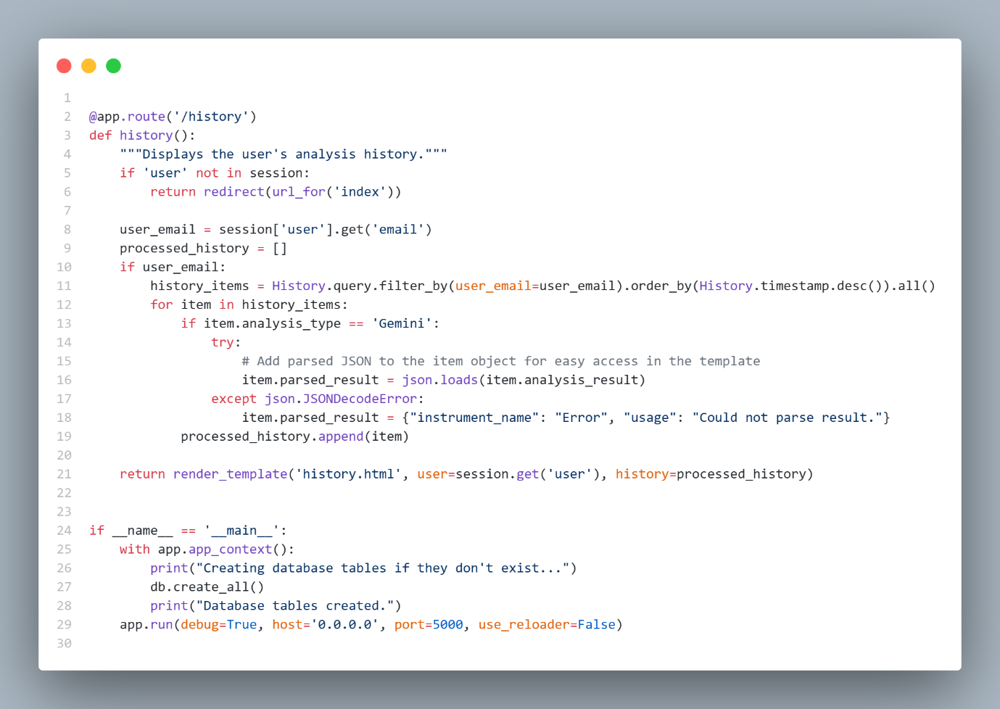 1
2 @app.route('/history')
3 def history():
4     """Displays the user's analysis history."""
5     if 'user' not in session:
6         return redirect(url_for('index'))
7
8     user_email = session['user'].get('email')
9     processed_history = []
10     if user_email:
11         history_items = History.query.filter_by(user_email=user_email).order_by(History.timestamp.desc()).all()
12         for item in history_items:
13             if item.analysis_type == 'Gemini':
14                 try:
15                     # Add parsed JSON to the item object for easy access in the template
16                     item.parsed_result = json.loads(item.analysis_result)
17                 except json.JSONDecodeError:
18                     item.parsed_result = {"instrument_name": "Error", "usage": "Could not parse result."}
19             processed_history.append(item)
20
21     return render_template('history.html', user=session.get('user'), history=processed_history)
22
23
24 if __name__ == '__main__':
25     with app.app_context():
26         print("Creating database tables if they don't exist...")
27         db.create_all()
28         print("Database tables created.")
29     app.run(debug=True, host='0.0.0.0', port=5000, use_reloader=False)
30